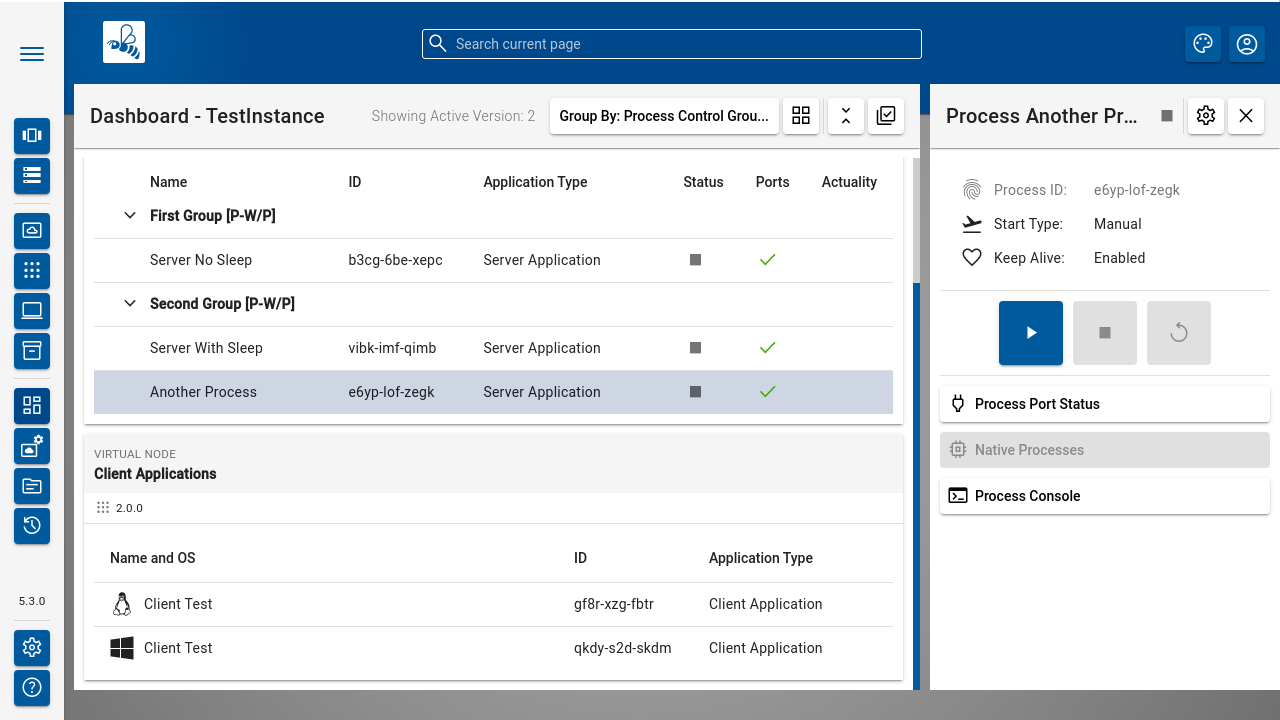 Search current page
Dashboard - TestInstance
Showing Active Version: 2
Group By: Process Control Grou...
Name ID Application Type Status Ports Actuality
First Group [P-W/P]
Server No Sleep b3cg-6be-xepc Server Application
Second Group [P-W/P]
Server With Sleep vibk-imf-qimb Server Application
Another Process e6yp-lof-zegk Server Application
VIRTUAL NODE
Client Applications
2.0.0
Name and OS ID Application Type
Client Test gf8r-xzg-fbtr Client Application
Client Test qkdy-s2d-skdm Client Application
Process Another Pr...
Process ID: e6yp-lof-zegk
Start Type: Manual
Keep Alive: Enabled
Process Port Status
Native Processes
Process Console
5.3.0